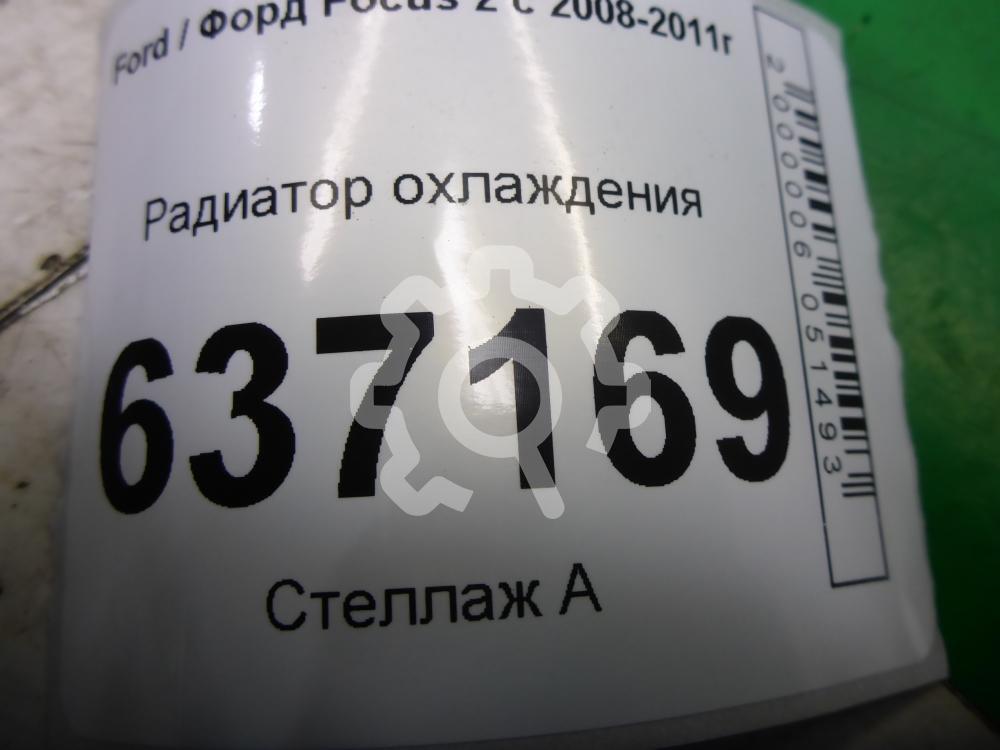 Ford / Форд Focus 2 с 2008-2011г
Радиатор охлаждения
637169
Стеллаж А
2000006051493